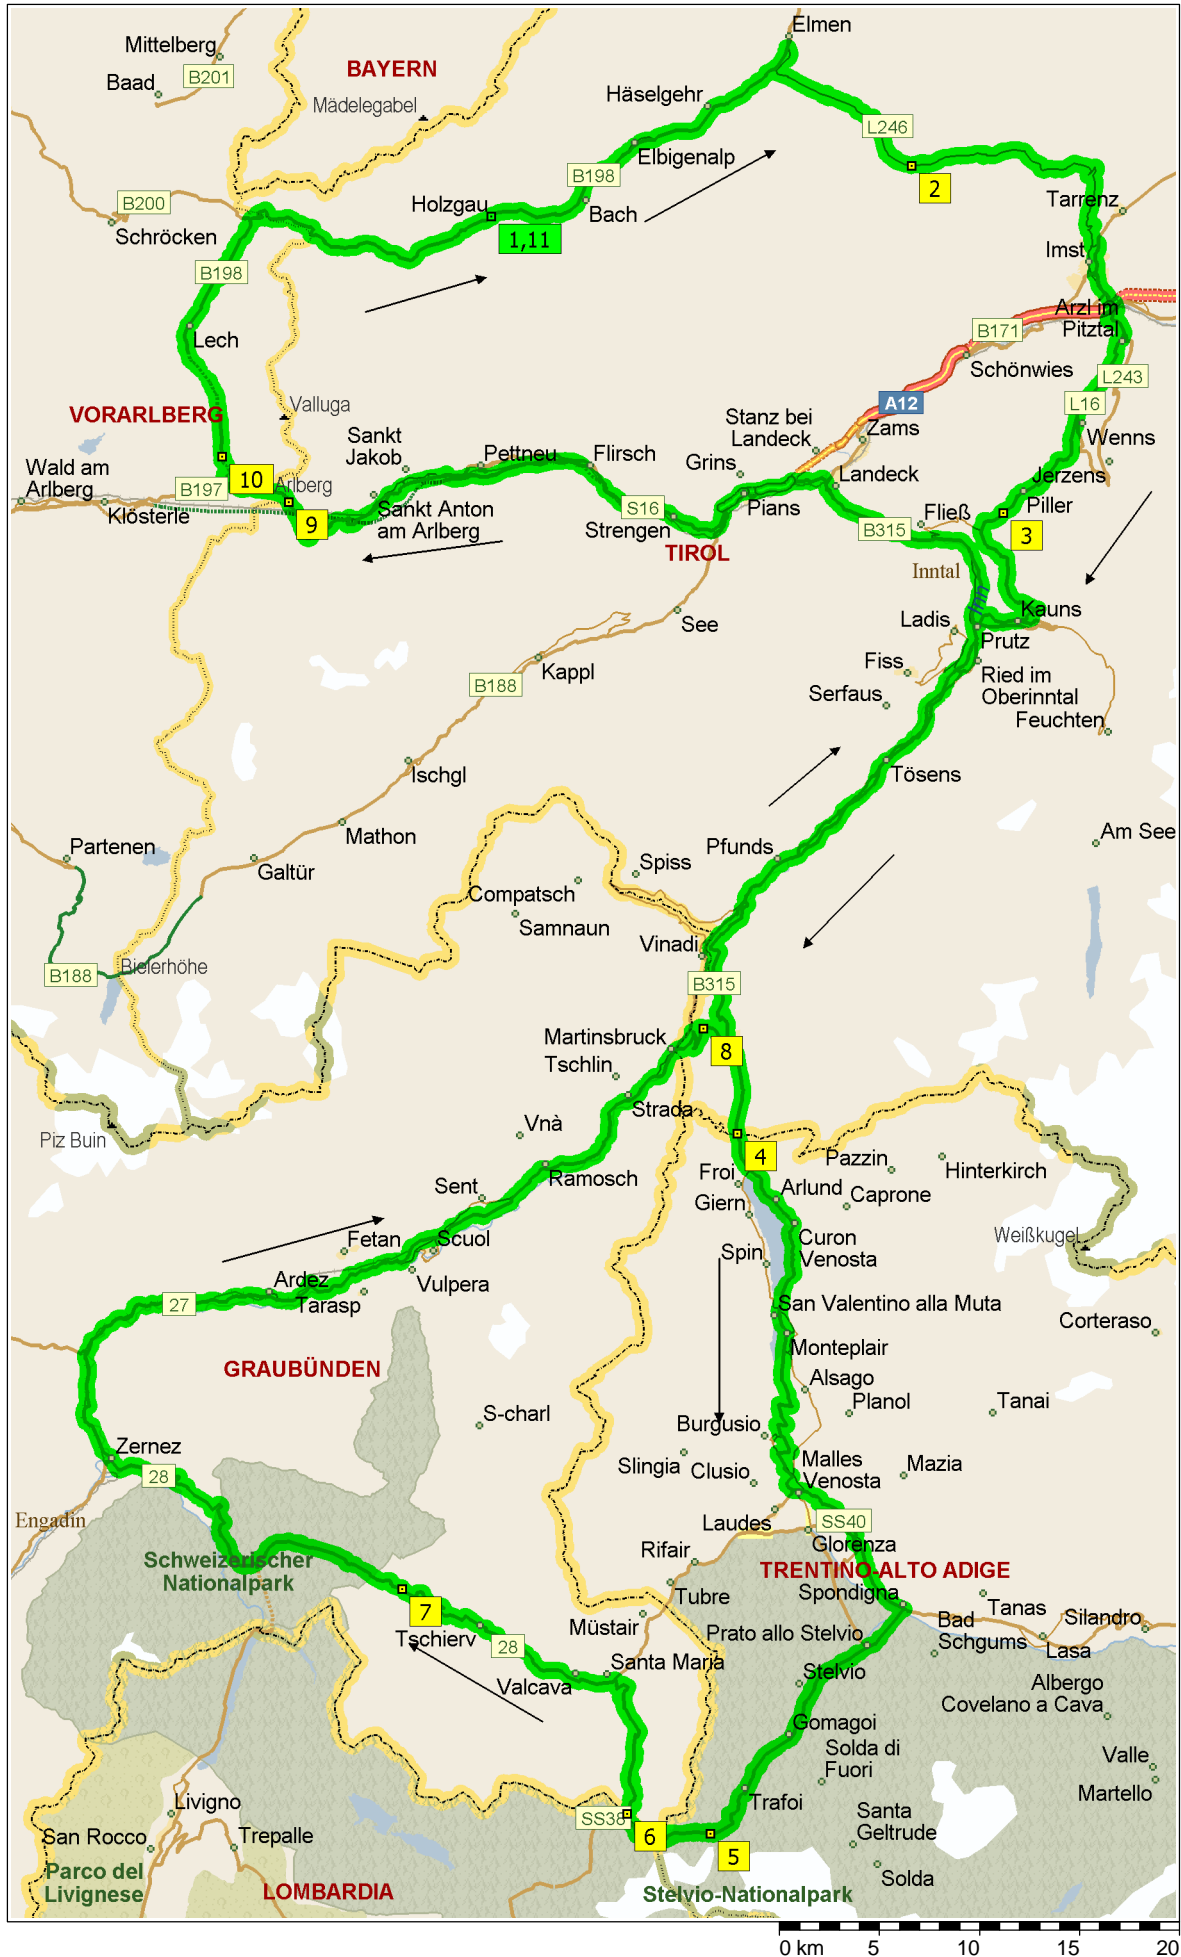 Elmen
Mittelberg
B201
BAYERN
Baad
Häselgehr
Mädelegabel
L246
Elbigenalp
B198
2
Tarrenz
B200
Holzgau
Bach
Schröcken
1,11
Imst
B198
Arzl im
Pitztal
Lech
B171
Schönwies
L243
A12
L16
VORARLBERG
Valluga
Stanz bei
Landeck
Zams
Wenns
Sankt
Jakob
Pettneu
Flirsch
Grins
Landeck
Jerzens
Wald am
Arlberg
10
Arlberg
B197
Klösterle
Sankt Anton
am Arlberg
S16
Pians
Piller
9
Strengen
B315
Fließ
3
TIROL
Inntal
Inn
Kauns
See
Ladis
Prutz
Kappl
Fiss
Ried im
Oberinntal
B188
Serfaus
Feuchten
Ischgl
Tösens
Mathon
Am See
Partenen
Galtür
Pfunds
Spiss
Compatsch
Samnaun
Vinadi
Bielerhöhe
B188
B315
Martinsbruck
8
Tschlin
Strada
Vnà
Piz Buin
4
Pazzin
Hinterkirch
Ramosch
Froi
Sent
Arlund
Caprone
Giern
Fetan
Scuol
Curon
Venosta
Weißkugel
Spin
Ardez
Vulpera
27
Tarasp
San Valentino alla Muta
Corteraso
Monteplair
GRAUBÜNDEN
Alsago
Planol
Tanai
S-charl
Burgusio
Zernez
Malles
Venosta
Slingia
Clusio
Mazia
28
Engadin
Laudes
SS40
Glorenza
Schweizerischer
Nationalpark
Rifair
TRENTINO-ALTO ADIGE
Tubre
Spondigna
7
Tanas
Müstair
Bad
Schgums
Silandro
Tschierv
Prato allo Stelvio
Lasa
28
Santa Maria
Stelvio
Valcava
Albergo
Covelano a Cava
Gomagoi
Solda di
Fuori
Valle
Trafoi
Martello
Livigno
SS38
Santa
Geltrude
San Rocco
Trepalle
6
5
Parco del
Livignese
Solda
LOMBARDIA
Stelvio-Nationalpark
0 km 5 10 15 20